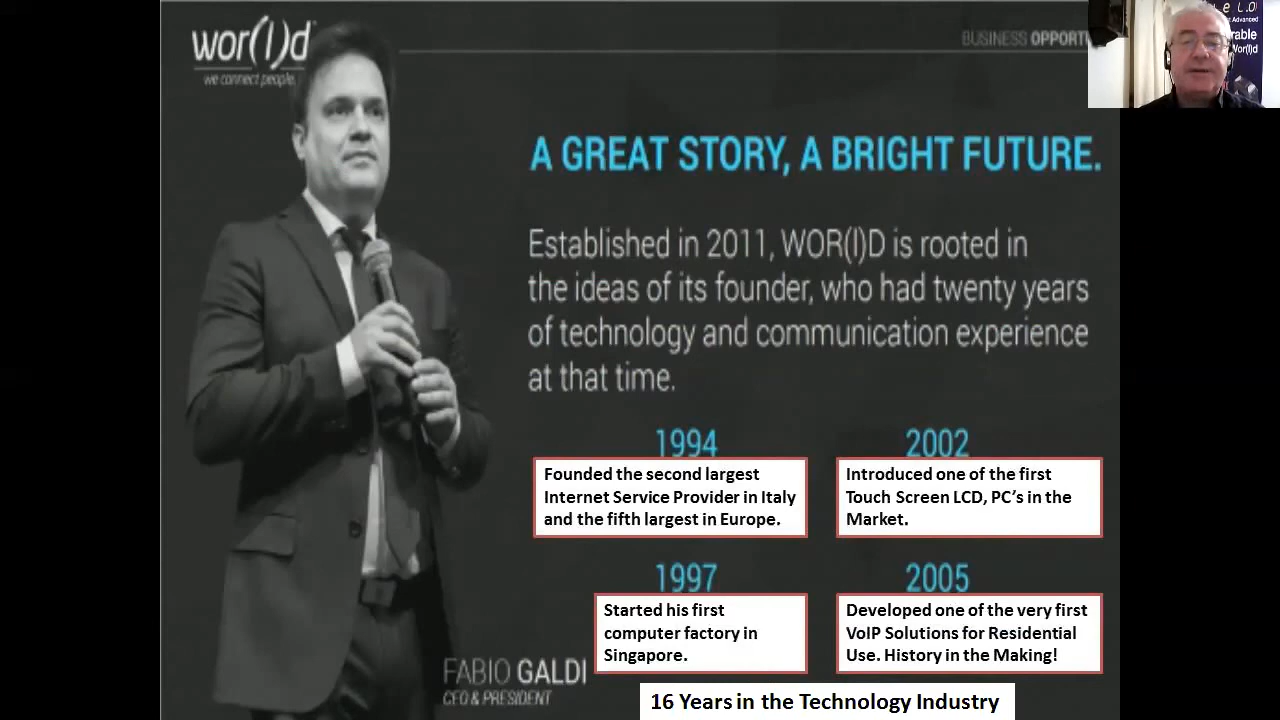 wor(l)d
we connect people.
BUSINESS
Advanced
Wor(l)d
A GREAT STORY, A BRIGHT FUTURE.
Established in 2011, WOR(l)D is rooted in
the ideas of its founder, who had twenty years
of technology and communication experience
at that time.
1994
Founded the second largest
Internet Service Provider in Italy
and the fifth largest in Europe.
2002
Introduced one of the first
Touch Screen LCD, PC's in the
Market.
1997
Started his first
computer factory in
Singapore.
2005
Developed one of the very first
VoIP Solutions for Residential
Use. History in the Making!
FABIO GALDI
CEO & PRESIDENT
16 Years in the Technology Industry